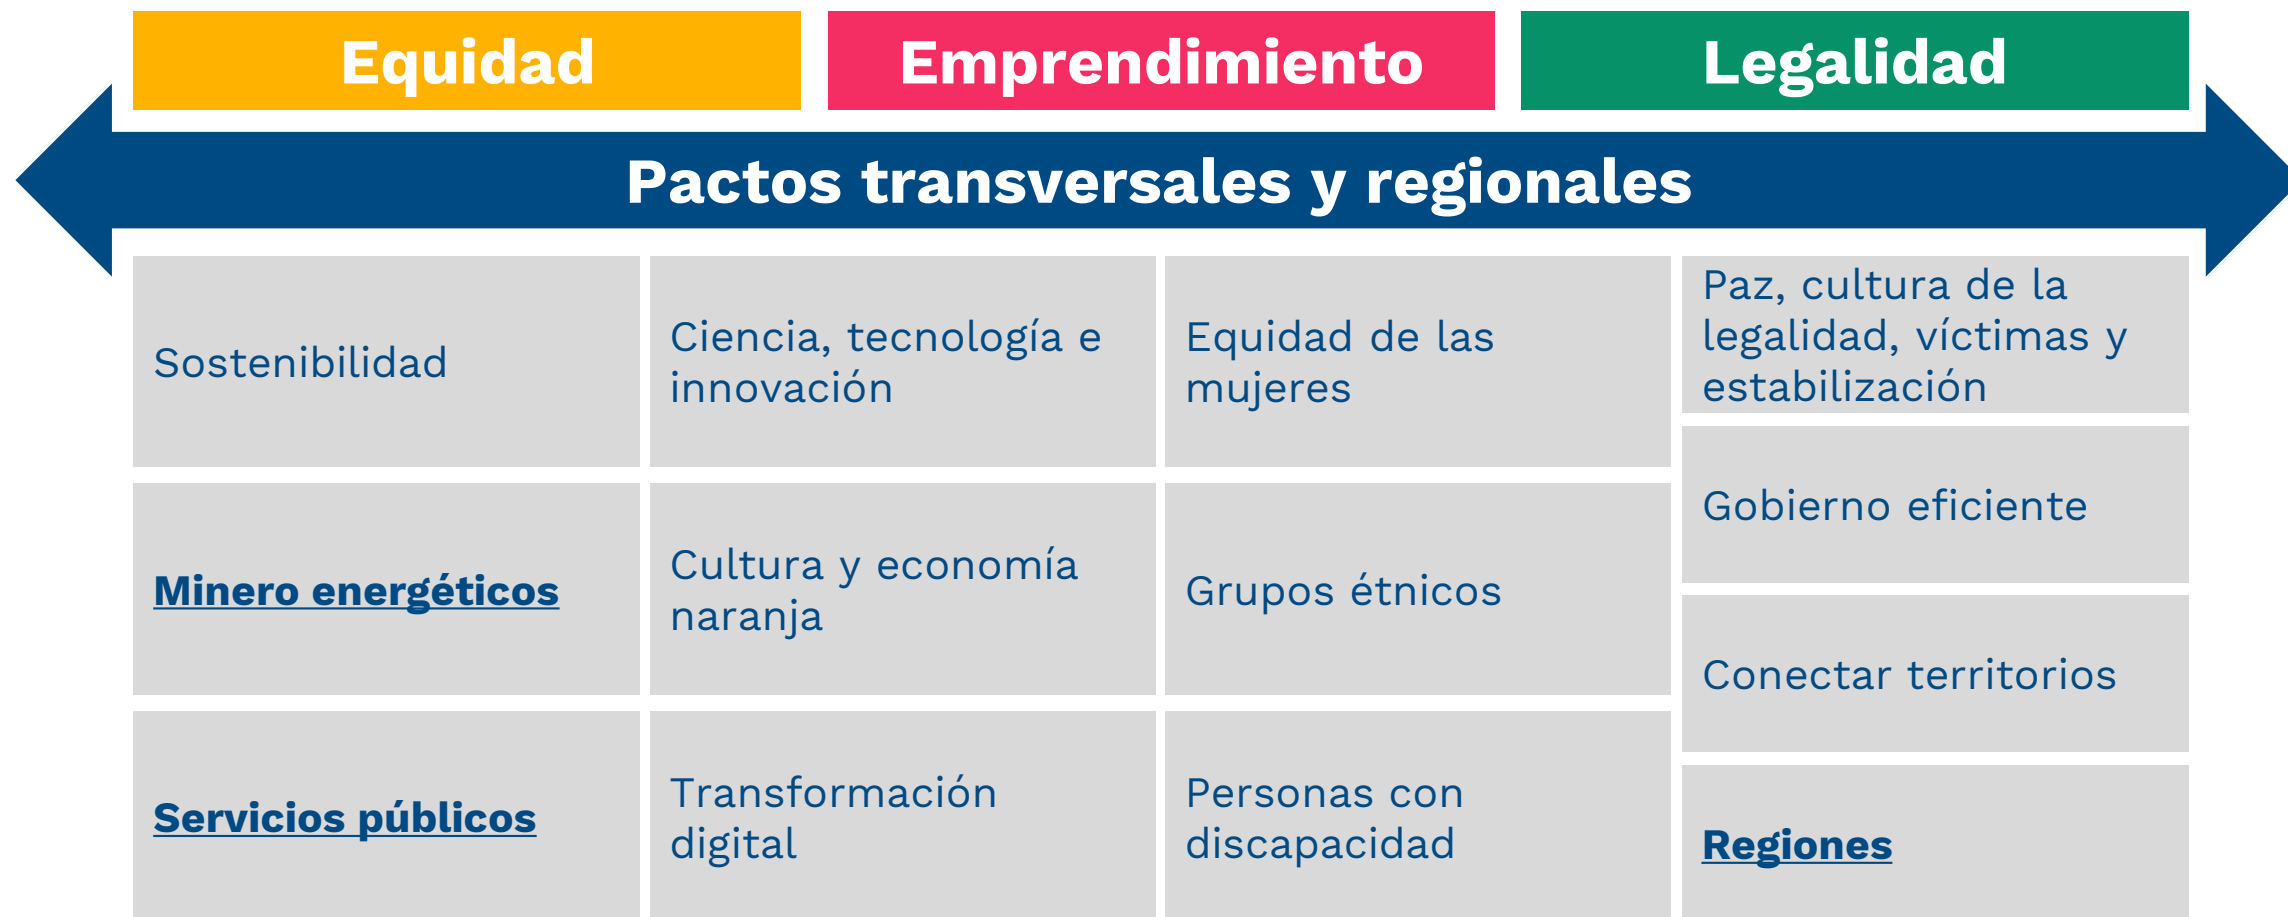 Equidad
Emprendimiento
Legalidad
Pactos transversales y regionales
Sostenibilidad
Minero energéticos
Servicios públicos
Ciencia, tecnología e
innovación
Cultura y economía
naranja
Transformación
digital
Equidad de las
mujeres
Grupos étnicos
Personas con
discapacidad
Paz, cultura de la
legalidad, víctimas y
estabilización
Gobierno eficiente
Conectar territorios
Regiones